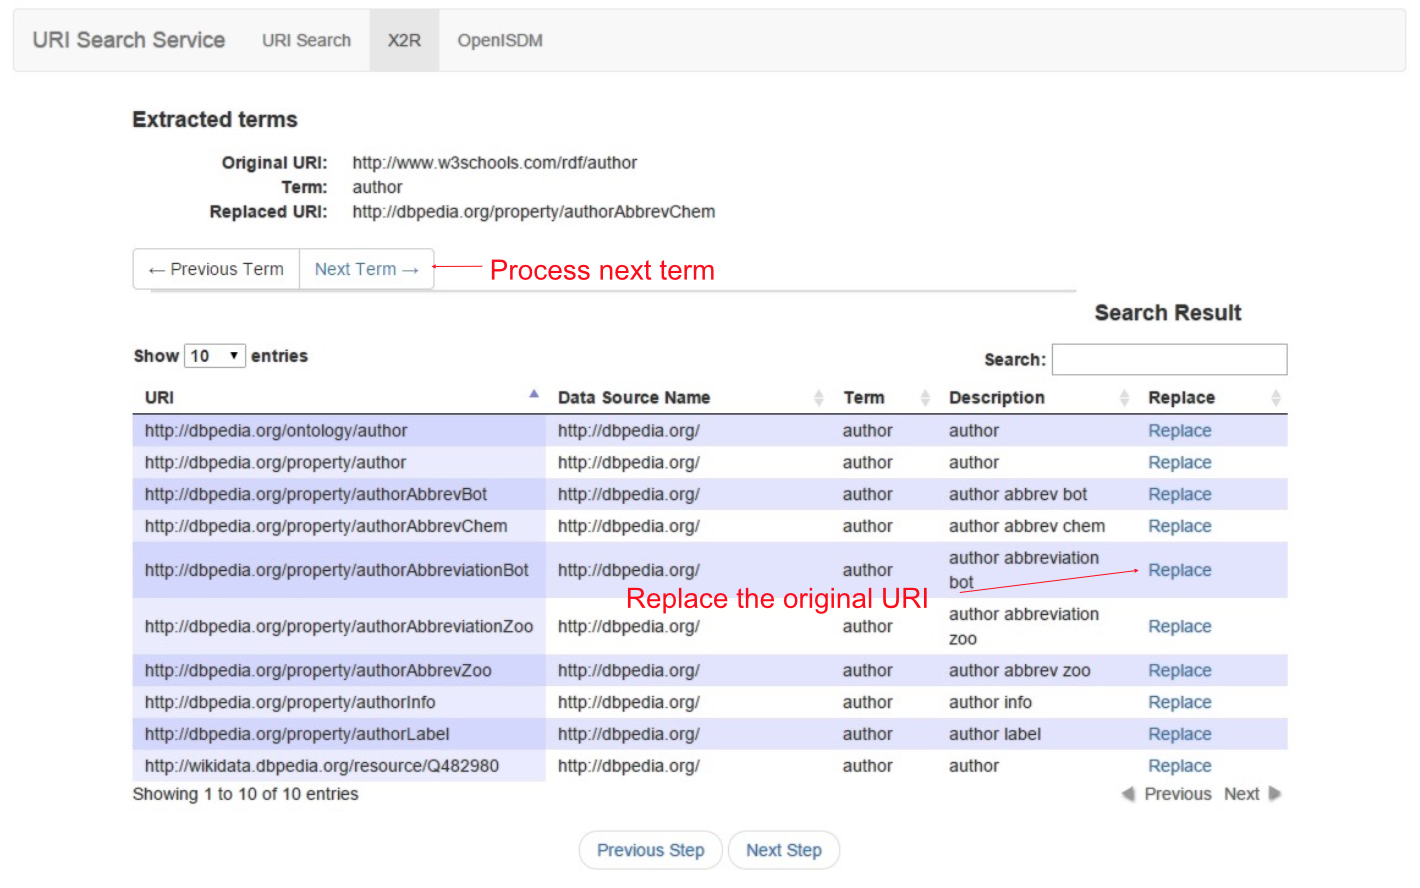 URI Search Service URI Search X2R OpenISDM
Extracted terms
Original URI: http://www.w3schools.com/rdf/author
Term: author
Replaced URI: http://dbpedia.org/property/authorAbbrevChem
← Previous Term Next Term → Process next term
Search Result
Show 10 entries Search:
URI Data Source Name Term Description Replace
http://dbpedia.org/ontology/author http://dbpedia.org/ author author Replace
http://dbpedia.org/property/author http://dbpedia.org/ author author Replace
http://dbpedia.org/property/authorAbbrevBot http://dbpedia.org/ author author abbrev bot Replace
http://dbpedia.org/property/authorAbbrevChem http://dbpedia.org/ author author abbrev chem Replace
http://dbpedia.org/property/authorAbbreviationBot http://dbpedia.org/ author author abbreviation bot Replace
Replace the original URI
http://dbpedia.org/property/authorAbbreviationZoo http://dbpedia.org/ author author abbreviation zoo Replace
http://dbpedia.org/property/authorAbbrevZoo http://dbpedia.org/ author author abbrev zoo Replace
http://dbpedia.org/property/authorInfo http://dbpedia.org/ author author info Replace
http://dbpedia.org/property/authorLabel http://dbpedia.org/ author author label Replace
http://wikidata.dbpedia.org/resource/Q482980 http://dbpedia.org/ author author Replace
Showing 1 to 10 of 10 entries Previous Next
Previous Step Next Step